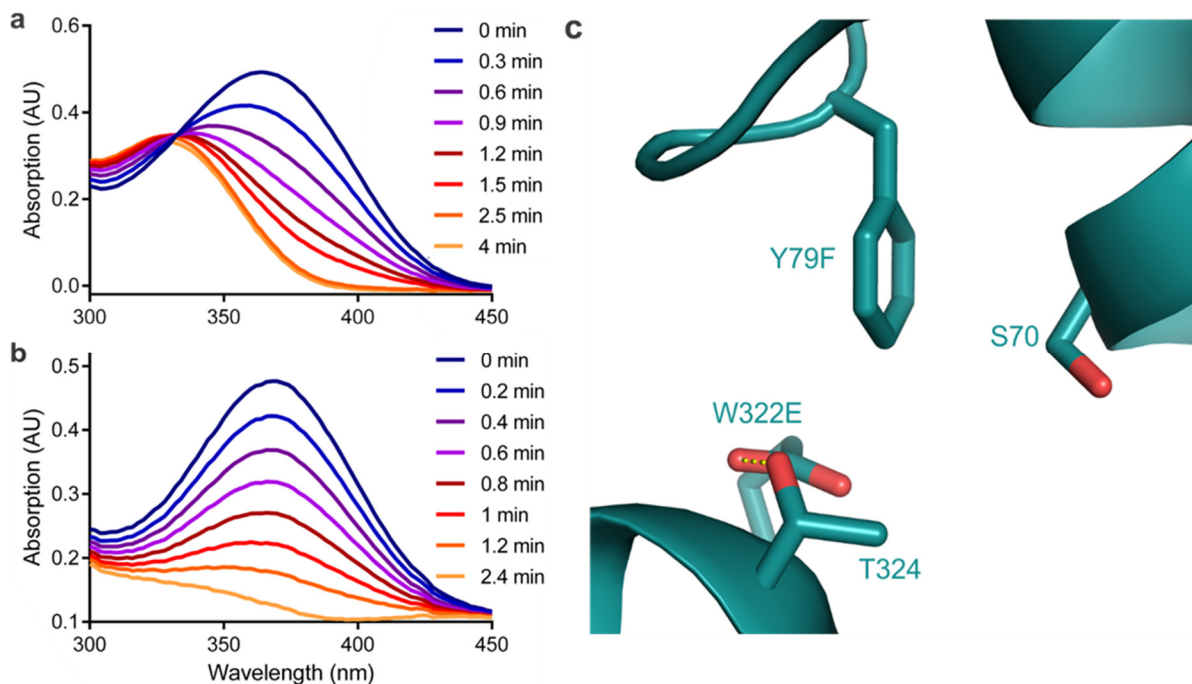 a
0.6
0.4
0.2
0.0
Absorption (AU)
300
350
400
450
0 min
0.3 min
0.6 min
0.9 min
1.2 min
1.5 min
2.5 min
4 min
b
0.5
0.4
0.3
0.2
0.1
Absorption (AU)
300
350
400
450
Wavelength (nm)
0 min
0.2 min
0.4 min
0.6 min
0.8 min
1 min
1.2 min
2.4 min
c
Y79F
S70
W322E
T324